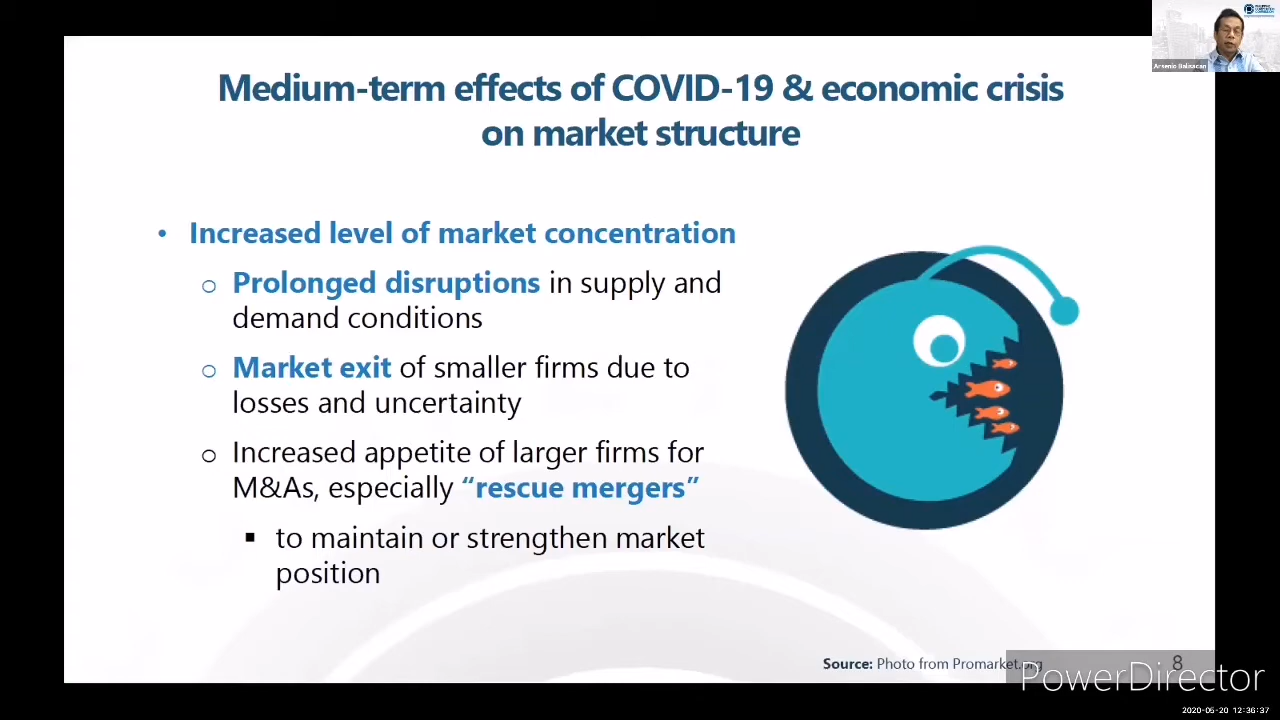 Arsenio Balisacan
Medium-term effects of COVID-19 & economic crisis
on market structure
• Increased level of market concentration
o Prolonged disruptions in supply and
demand conditions
o Market exit of smaller firms due to
losses and uncertainty
o Increased appetite of larger firms for
M&As, especially “rescue mergers”
▪ to maintain or strengthen market
position
Source: Photo from Promarket.org
8
PowerDirector
2020-05-20 12:36:37